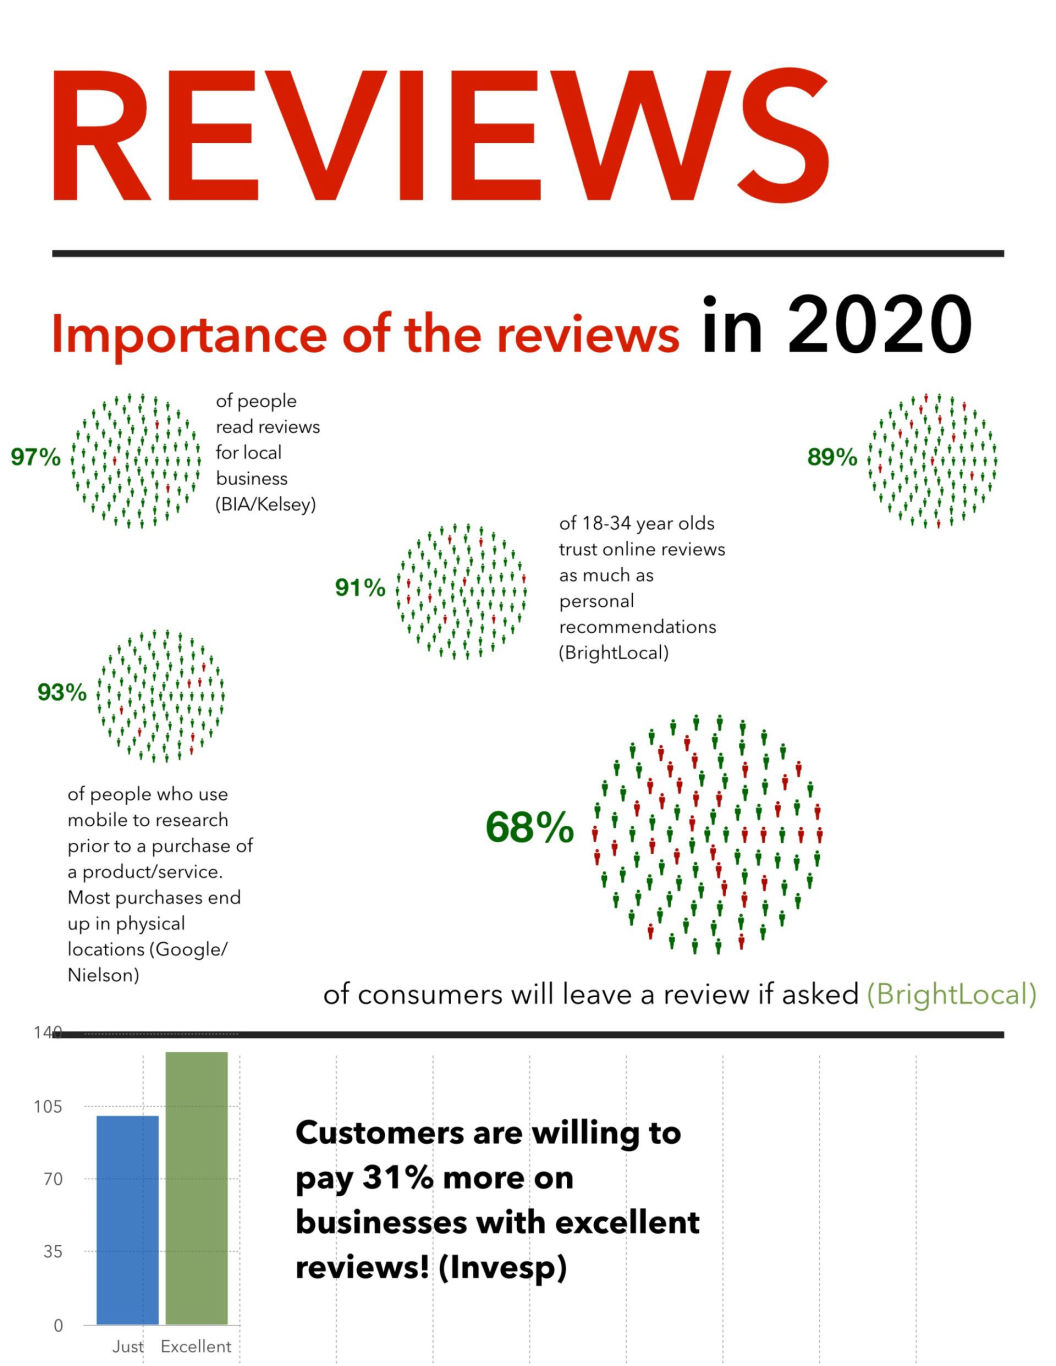 REVIEWS
Importance of the reviews in 2020
97%
of people
read reviews
for local
business
(BIA/Kelsey)
89%
91%
of 18-34 year olds
trust online reviews
as much as
personal
recommendations
(BrightLocal)
93%
of people who use
mobile to research
prior to a purchase of
a product/service.
Most purchases end
up in physical
locations (Google/
Nielson)
68%
of consumers will leave a review if asked (BrightLocal)
140
105
70
35
0
Just Excellent
Customers are willing to
pay 31% more on
businesses with excellent
reviews! (Invesp)